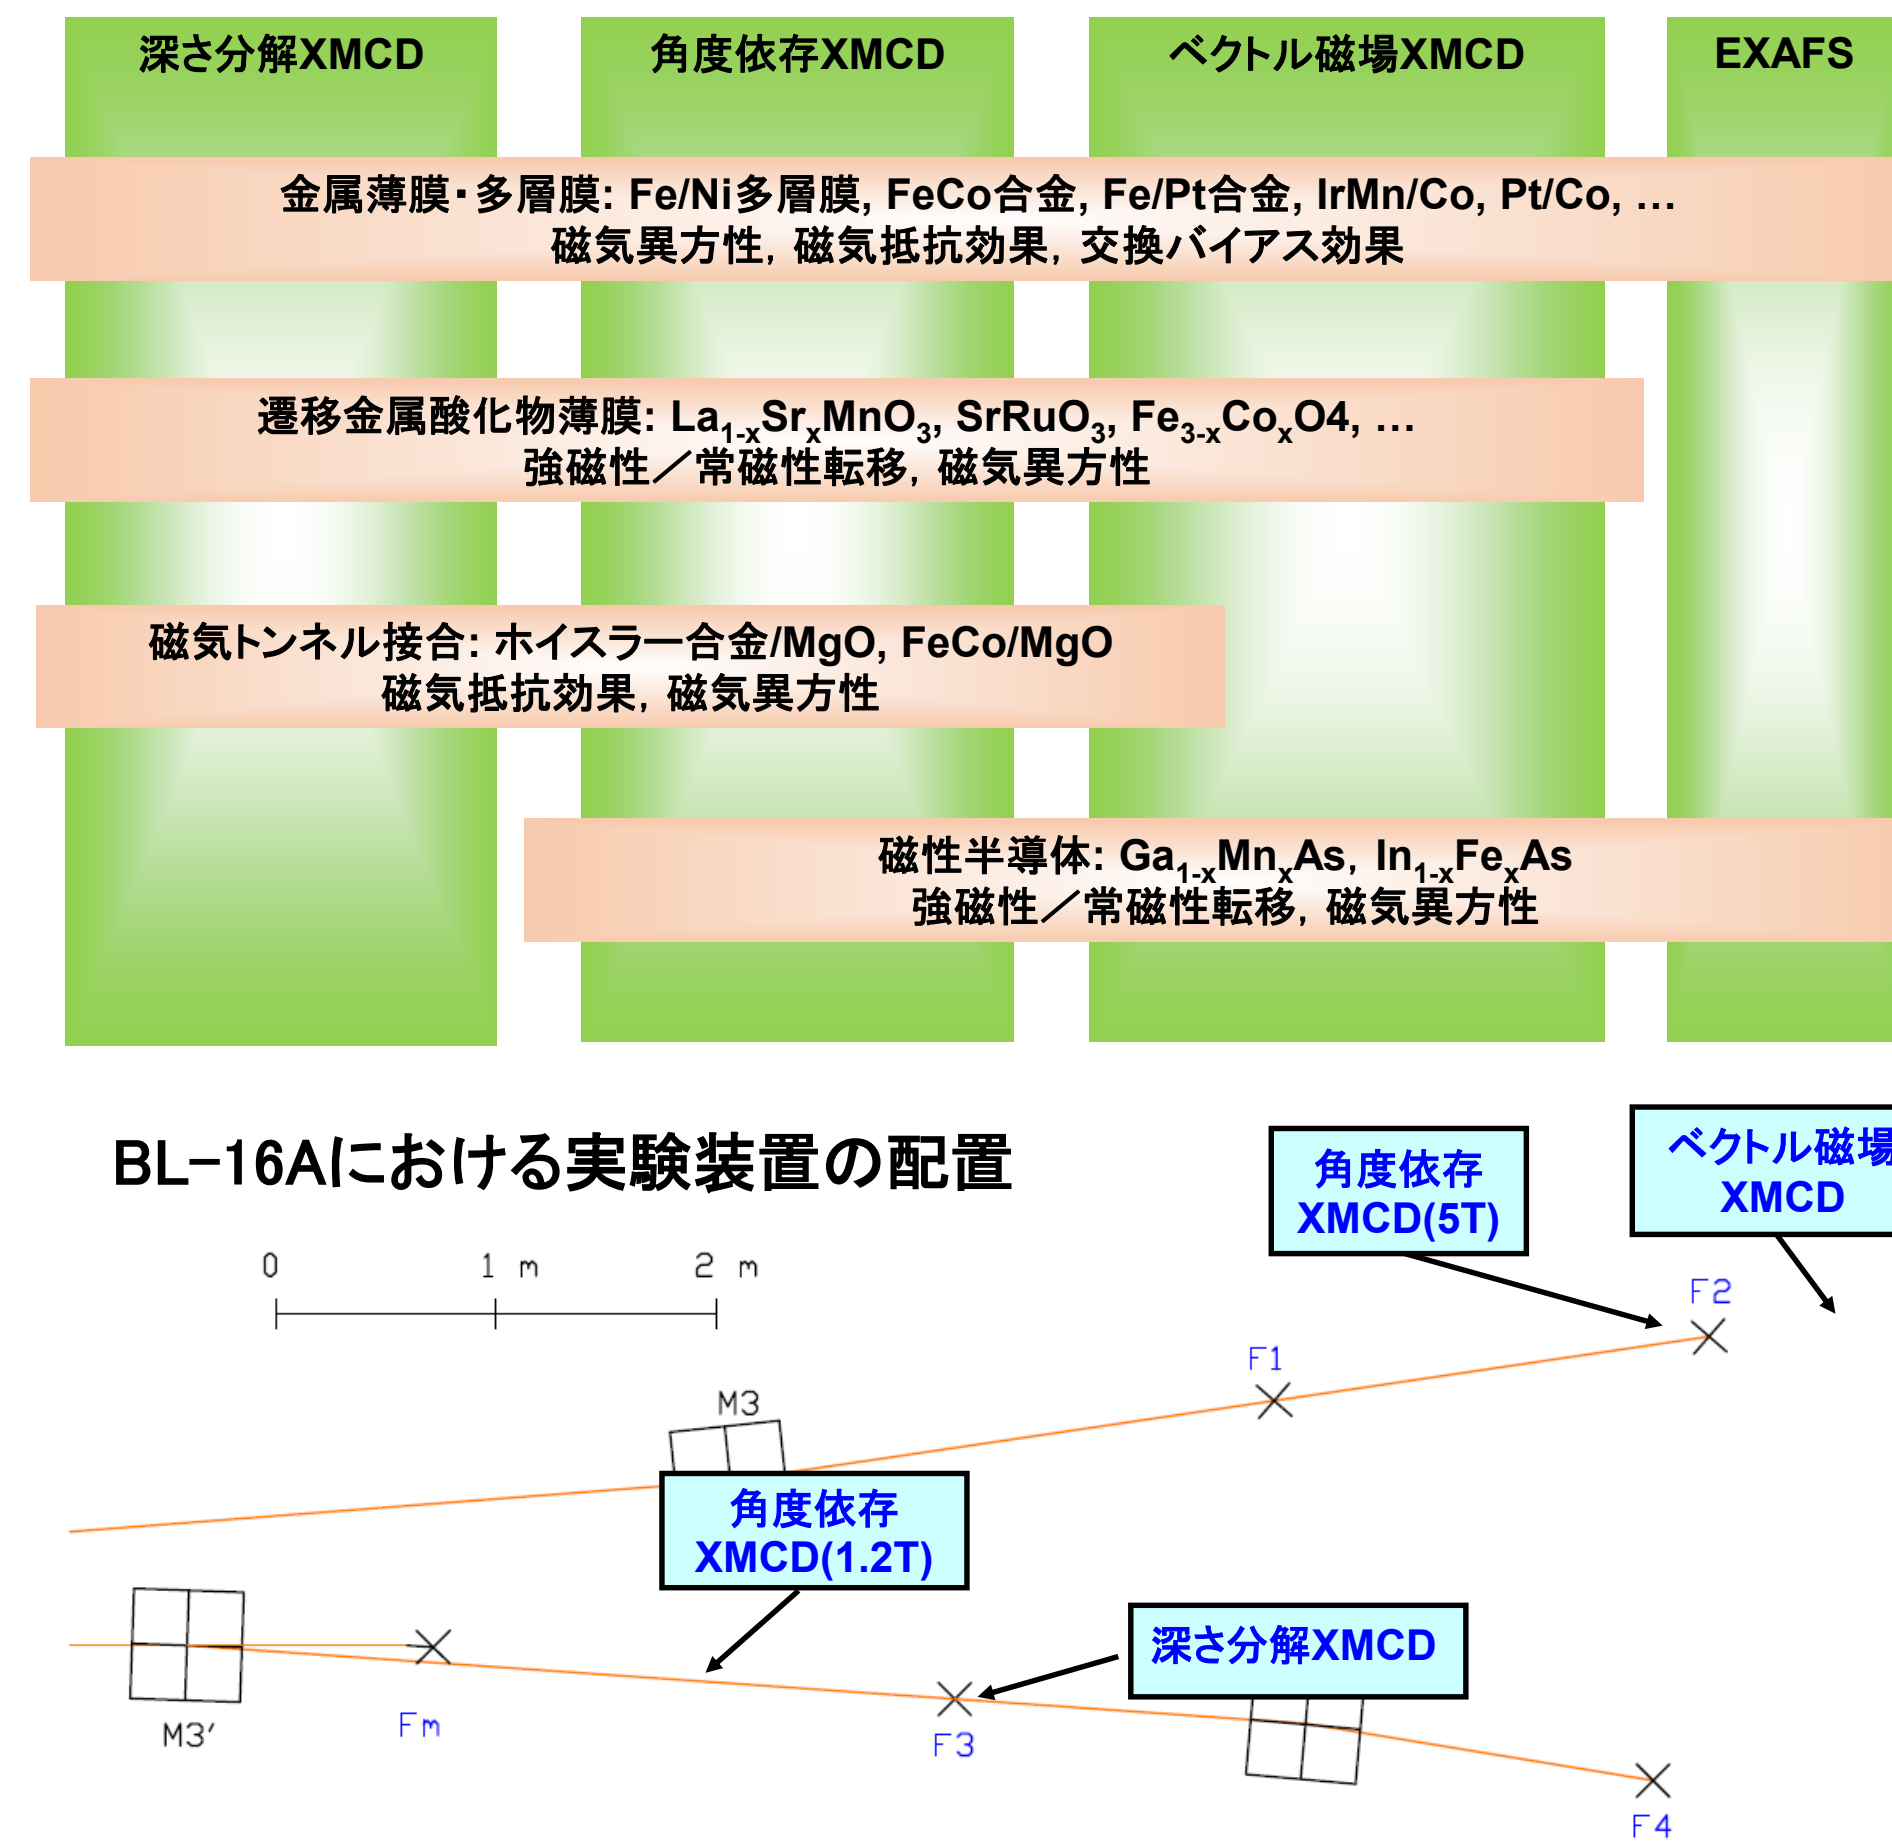 深さ分解XMCD
角度依存XMCD
ベクトル磁場XMCD
EXAFS
金属薄膜・多層膜: Fe/Ni多層膜, FeCo合金, Fe/Pt合金, IrMn/Co, Pt/Co, …
磁気異方性, 磁気抵抗効果, 交換バイアス効果
遷移金属酸化物薄膜: La1-xSrxMnO3, SrRuO3, Fe3-xCoxO4, …
強磁性／常磁性転移, 磁気異方性
磁気トンネル接合: ホイスラー合金/MgO, FeCo/MgO
磁気抵抗効果, 磁気異方性
磁性半導体: Ga1-xMnxAs, In1-xFexAs
強磁性／常磁性転移, 磁気異方性
BL-16Aにおける実験装置の配置
角度依存
XMCD(5T)
ベクトル磁場
XMCD
0 1 m 2 m
F2
F1
M3
角度依存
XMCD(1.2T)
深さ分解XMCD
M3′
Fm
F3
F4